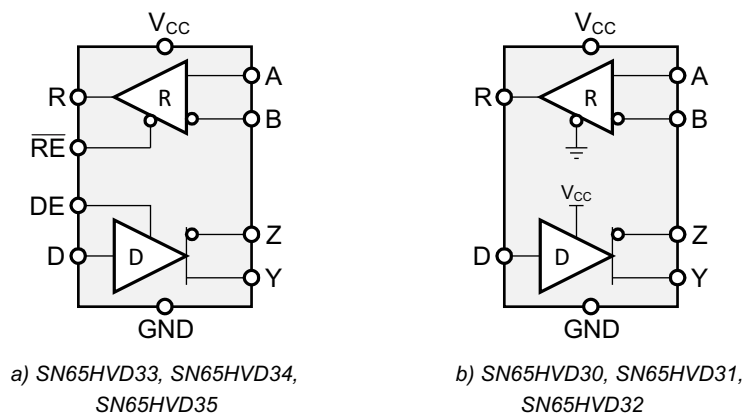 VCC
R
R
A
B
RE
DE
D
D
Z
Y
GND
a) SN65HVD33, SN65HVD34,
SN65HVD35
VCC
R
R
A
B
VCC
D
D
Z
Y
GND
b) SN65HVD30, SN65HVD31,
SN65HVD32